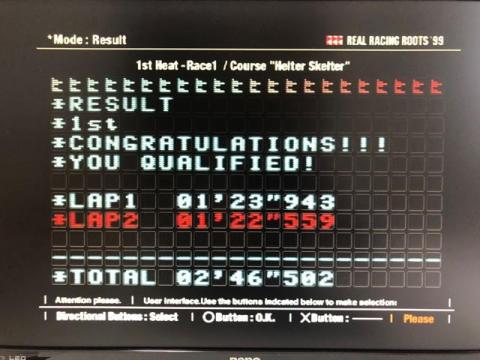 *Mode : Result
REAL RACING ROOTS '99
1st Heat -Race1 / Course "Helter Skelter"
*RESULT
*1st
*CONGRATULATIONS!!!
*YOU QUALIFIED!
*LAP1 01'23"943
*LAP2 01'22"559
*TOTAL 02'46"502
Attention please. | User Interface.Use the buttons indicated below to make selection:
Directional Buttons : Select | ○Button : O.K. | ×Button : —— | Please